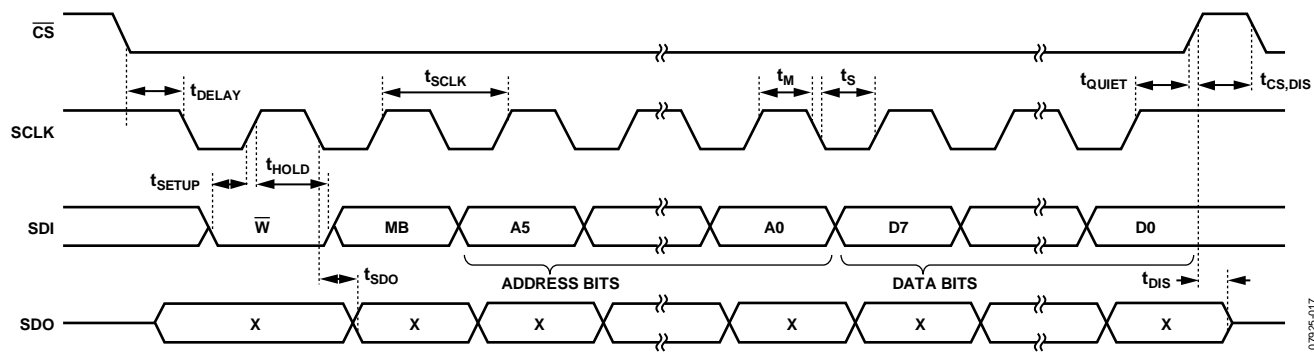 CS
tDELAY
tSCLK
tM
tS
tQUIET
tCS,DIS
SCLK
tSETUP
tHOLD
SDI
W
MB
A5
A0
D7
D0
tSDO
ADDRESS BITS
DATA BITS
tDIS
SDO
X
X
X
X
X
X
07925-017